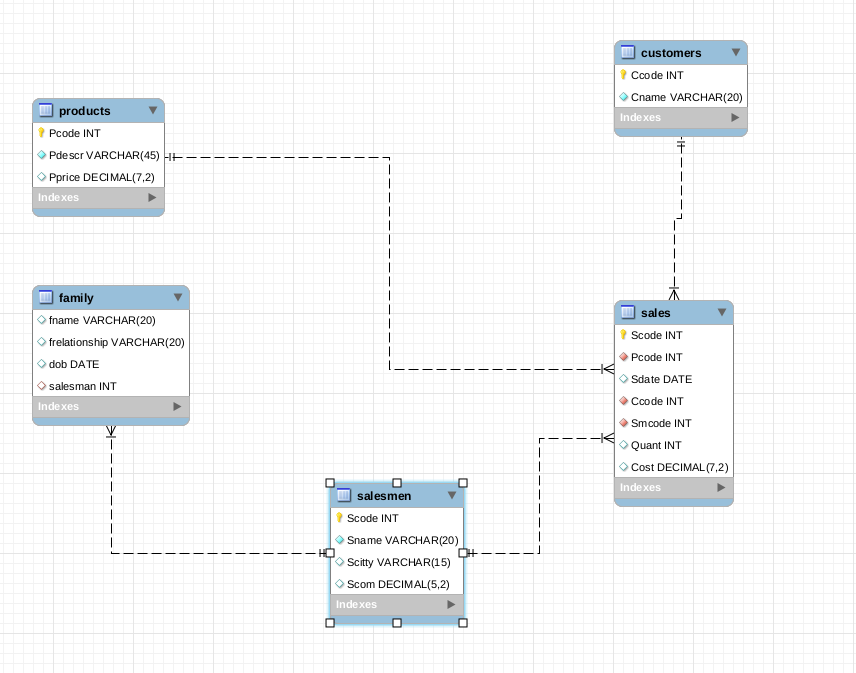 customers
Ccode INT
Cname VARCHAR(20)
Indexes
products
Pcode INT
Pdescr VARCHAR(45)
Pprice DECIMAL(7,2)
Indexes
family
fname VARCHAR(20)
frelationship VARCHAR(20)
dob DATE
salesman INT
Indexes
sales
Scode INT
Pcode INT
Sdate DATE
Ccode INT
Smcode INT
Quant INT
Cost DECIMAL(7,2)
Indexes
salesmen
Scode INT
Sname VARCHAR(20)
Scitty VARCHAR(15)
Scom DECIMAL(5,2)
Indexes